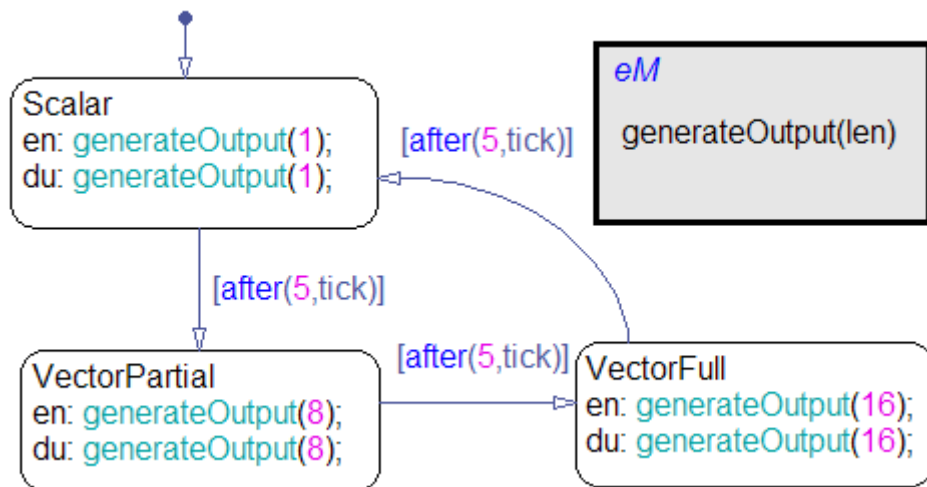 Scalar
en: generateOutput(1);
du: generateOutput(1);
[after(5,tick)]
eM
generateOutput(len)
[after(5,tick)]
VectorPartial
en: generateOutput(8);
du: generateOutput(8);
[after(5,tick)]
VectorFull
en: generateOutput(16);
du: generateOutput(16);